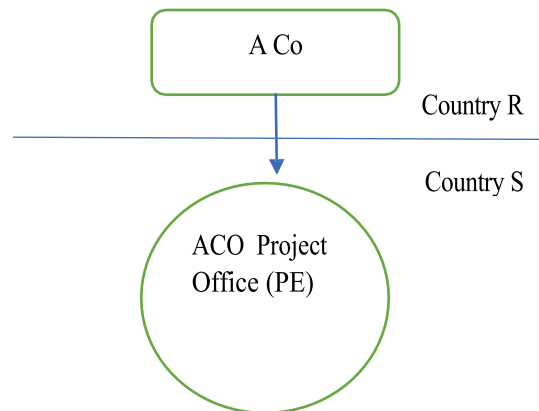 A Co
Country R
Country S
ACO Project
Office (PE)